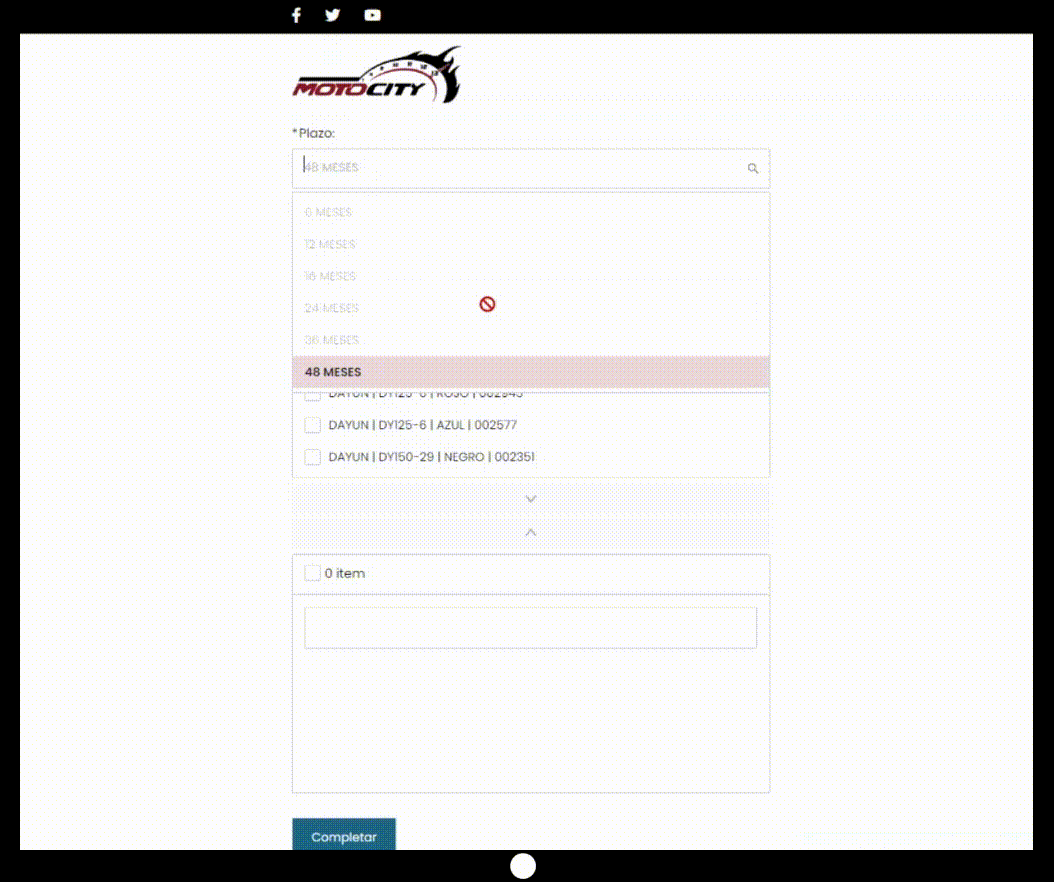 MOTOCITY
*Plazo:
48 MESES
6 MESES
12 MESES
18 MESES
24 MESES
36 MESES
48 MESES
DAYUN | DY125-6 | ROJO | 002943
DAYUN | DY125-6 | AZUL | 002577
DAYUN | DY150-29 | NEGRO | 002351
0 item
Completar